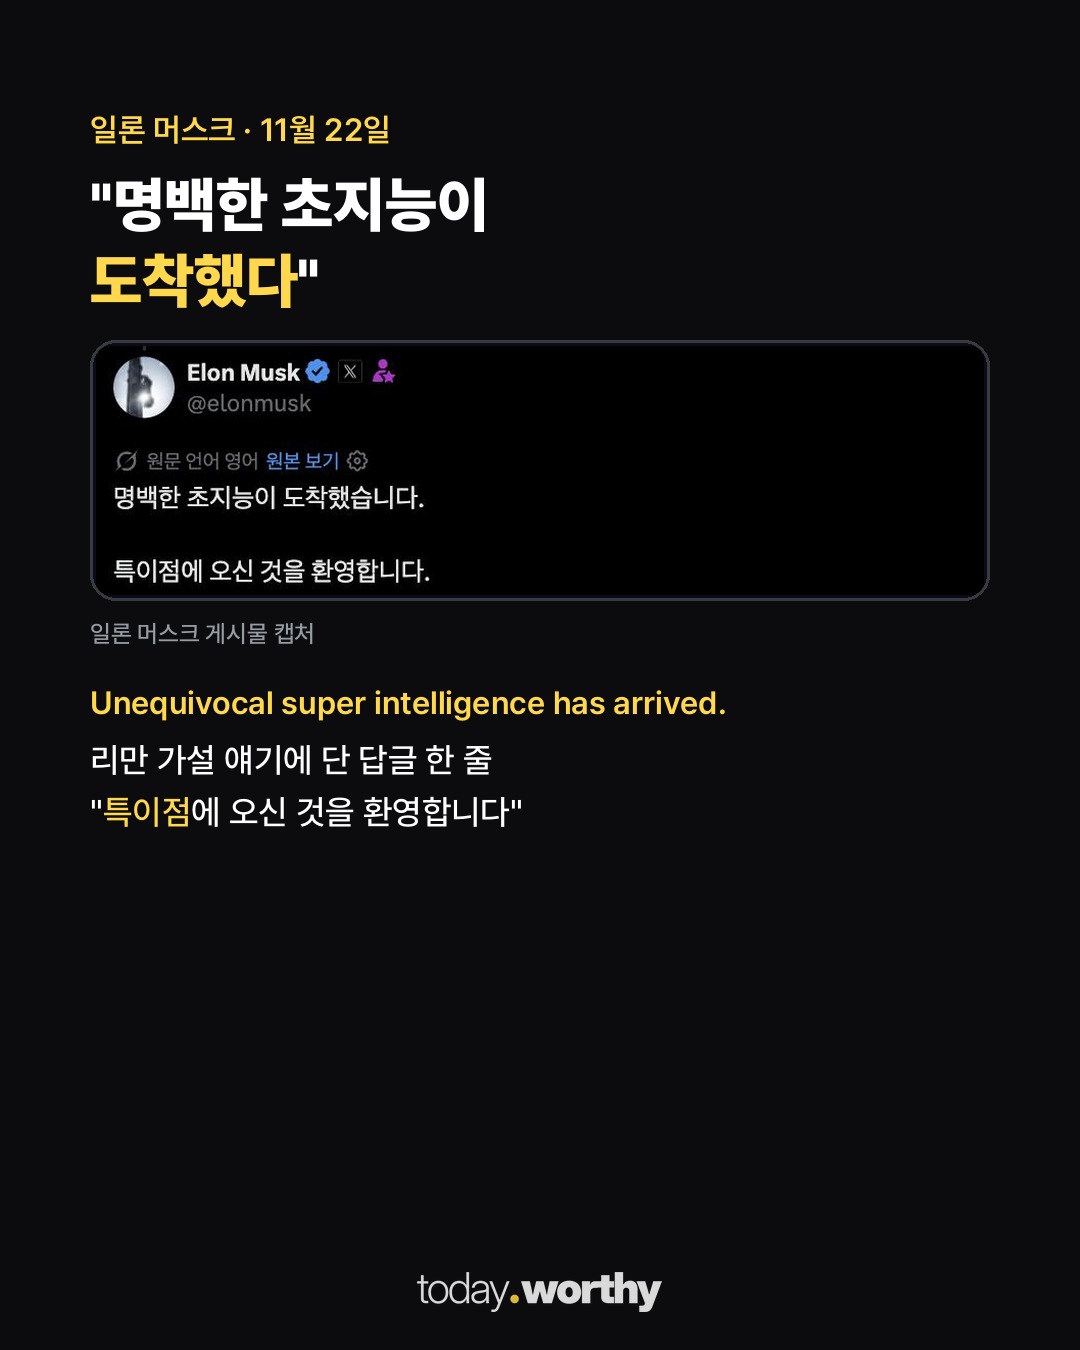 일론 머스크 · 11월 22일
"명백한 초지능이
도착했다"
Elon Musk
@elonmusk
원문 언어 영어 원본 보기
명백한 초지능이 도착했습니다.
특이점에 오신 것을 환영합니다.
일론 머스크 게시물 캡처
Unequivocal super intelligence has arrived.
리만 가설 얘기에 단 답글 한 줄
"특이점에 오신 것을 환영합니다"
today.worthy